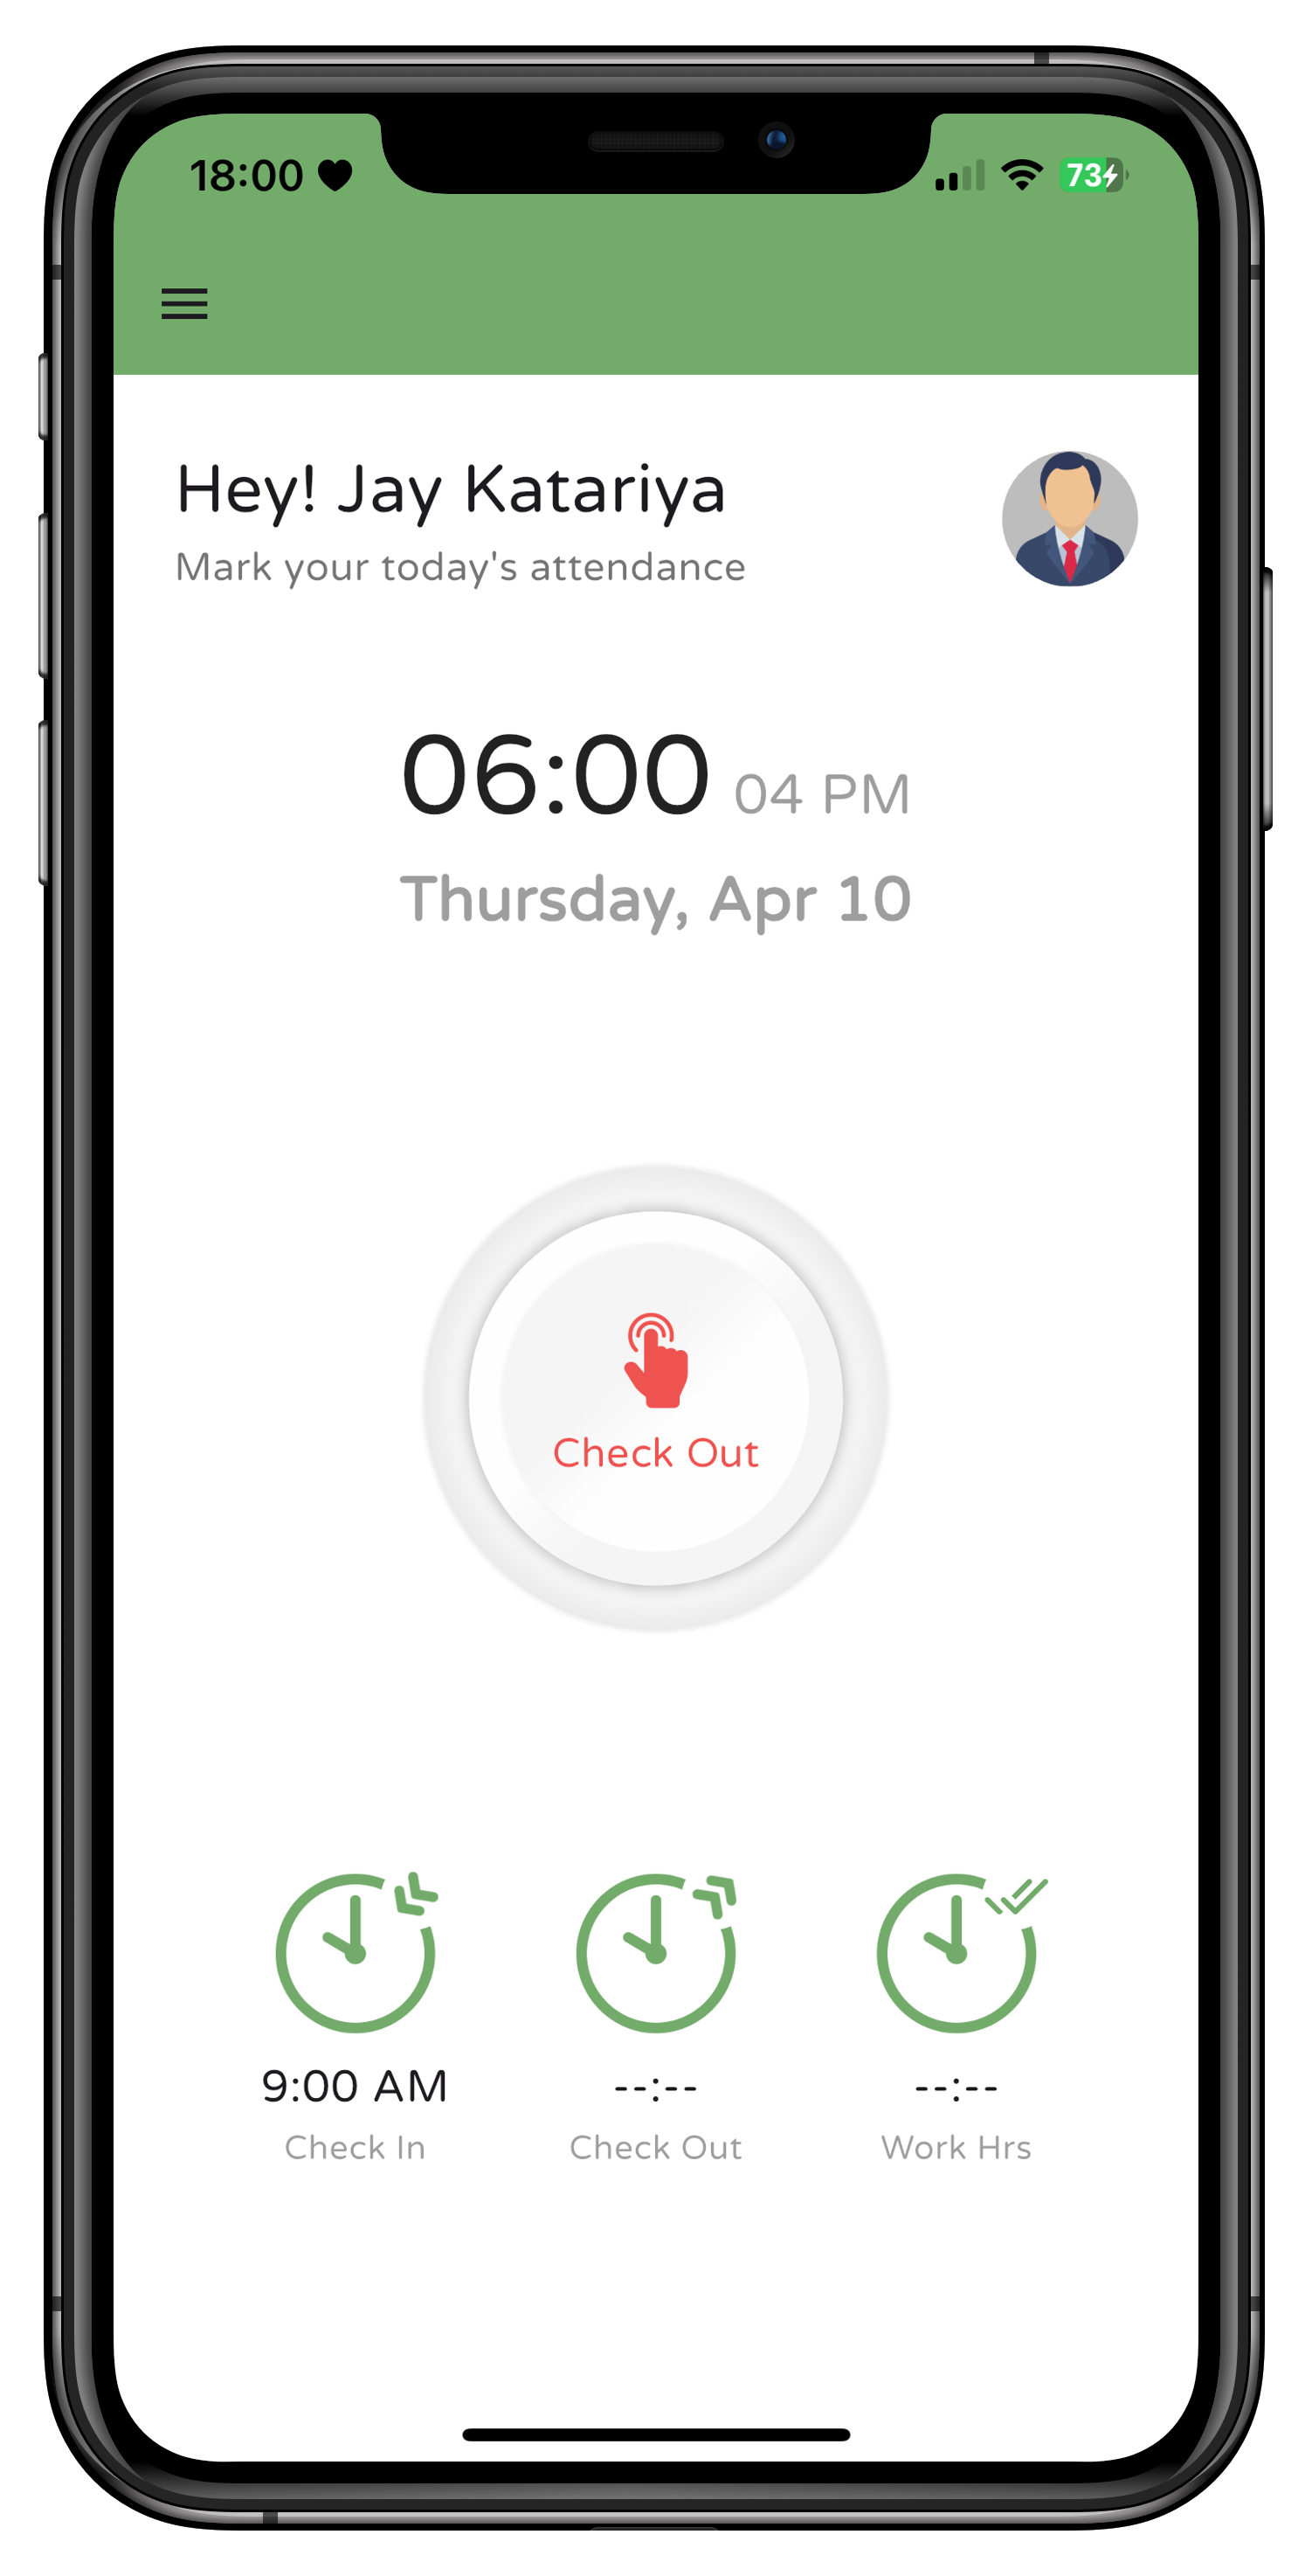 18:00
73
Hey! Jay Katariya
Mark your today's attendance
06:00 04 PM
Thursday, Apr 10
Check Out
9:00 AM --:-- --:--
Check In Check Out Work Hrs